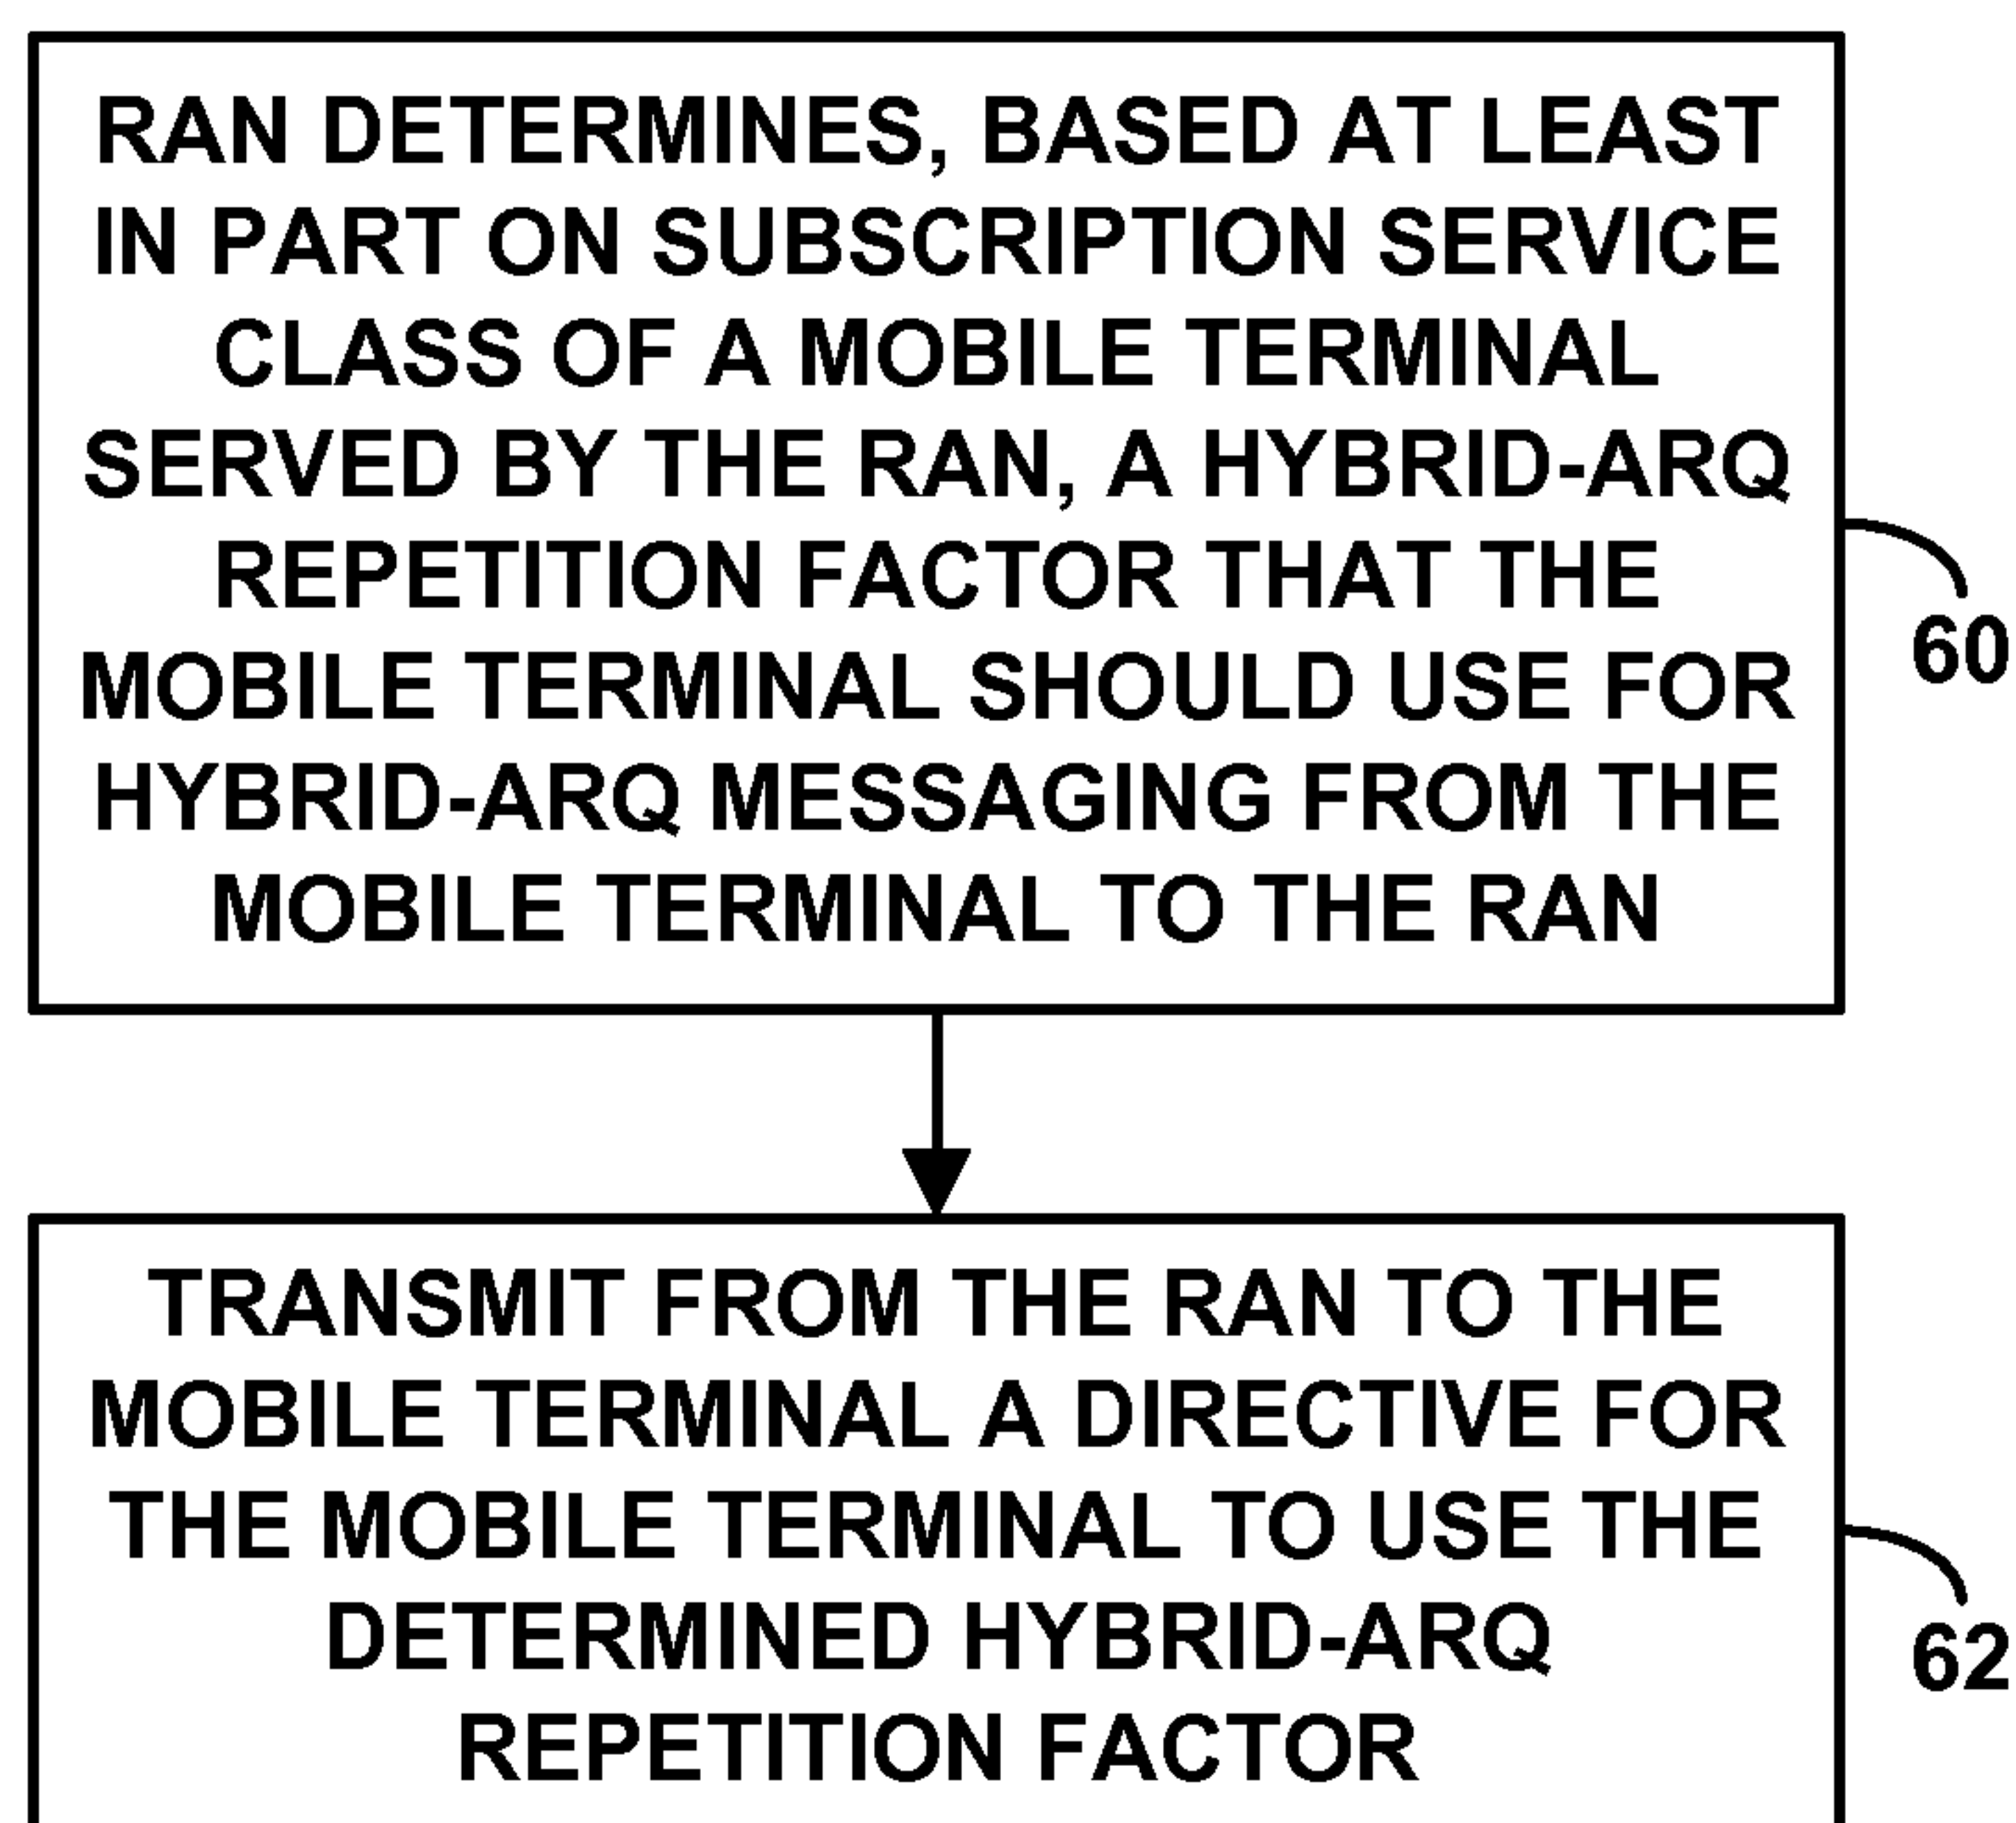 RAN DETERMINES, BASED AT LEAST
IN PART ON SUBSCRIPTION SERVICE
CLASS OF A MOBILE TERMINAL
SERVED BY THE RAN, A HYBRID-ARQ
REPETITION FACTOR THAT THE
MOBILE TERMINAL SHOULD USE FOR
HYBRID-ARQ MESSAGING FROM THE
MOBILE TERMINAL TO THE RAN
60
TRANSMIT FROM THE RAN TO THE
MOBILE TERMINAL A DIRECTIVE FOR
THE MOBILE TERMINAL TO USE THE
DETERMINED HYBRID-ARQ
REPETITION FACTOR
62